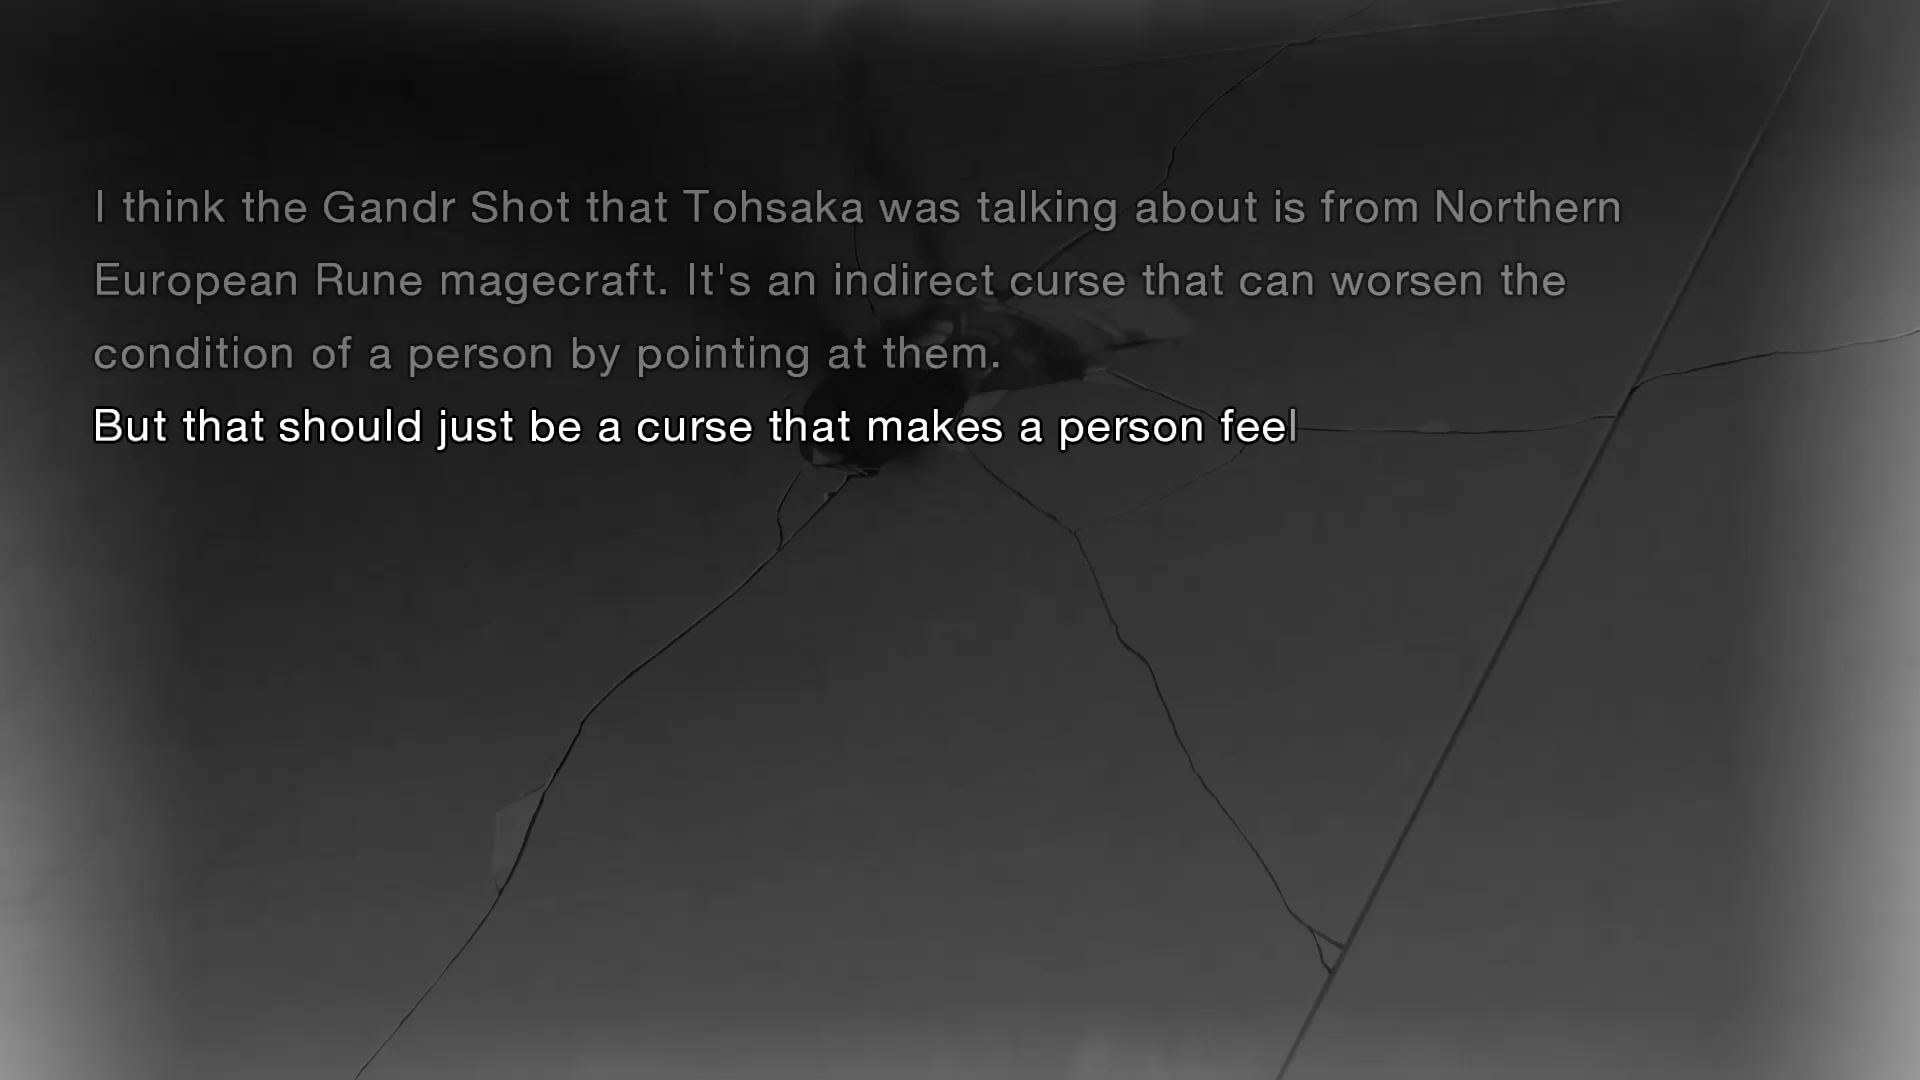 I think the Gandr Shot that Tohsaka was talking about is from Northern
European Rune magecraft. It's an indirect curse that can worsen the
condition of a person by pointing at them.
But that should just be a curse that makes a person feel